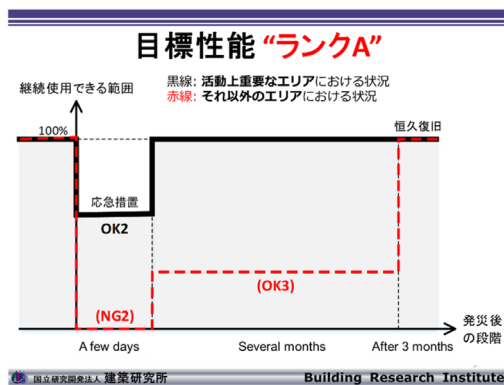 目標性能 “ランクA”
黒線: 活動上重要なエリアにおける状況
赤線: それ以外のエリアにおける状況
継続使用できる範囲
100%
恒久復旧
応急措置
OK2
(NG2)
(OK3)
発災後
の段階
A few days
Several months
After 3 months
国立研究開発法人 建築研究所
Building Research Institute